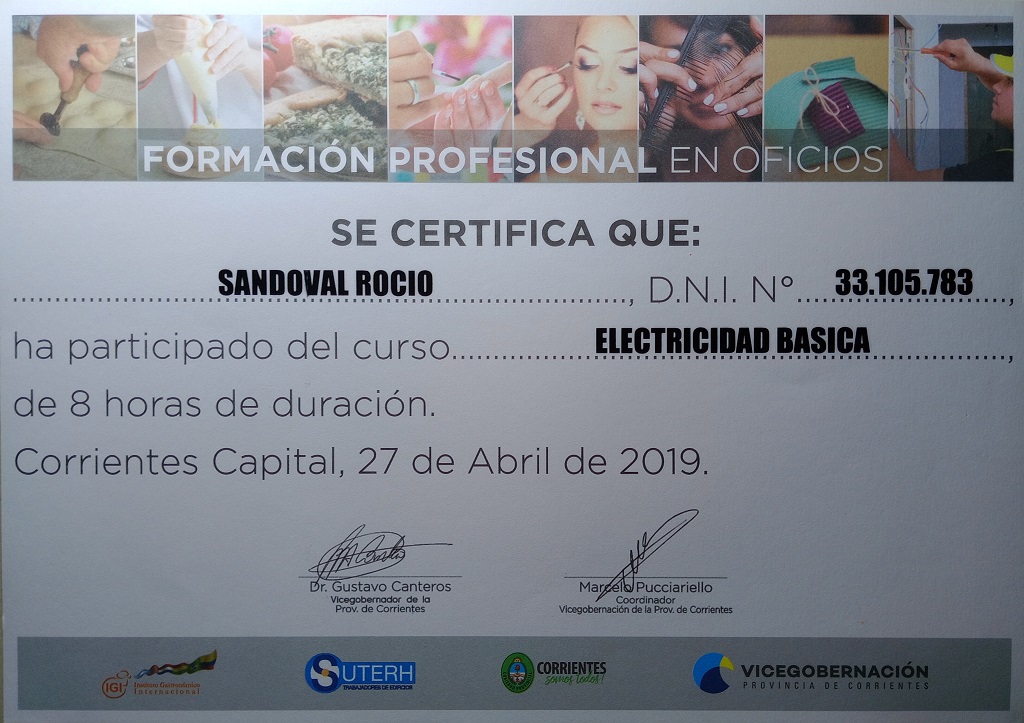 FORMACIÓN PROFESIONAL EN OFICIOS
SE CERTIFICA QUE:
SANDOVAL ROCIO, D.N.I. N° 33.105.783,
ha participado del curso ELECTRICIDAD BASICA,
de 8 horas de duración.
Corrientes Capital, 27 de Abril de 2019.
Dr. Gustavo Canteros
Vicegobernador de la
Prov. de Corrientes
Marcelo Pucciariello
Coordinador
Vicegobernación de la Prov. de Corrientes
IGI Instituto Gastronómico
Internacional
SUTERH
TRABAJADORES DE EDIFICIOS
CORRIENTES
somos todos!
VICEGOBERNACIÓN
PROVINCIA DE CORRIENTES